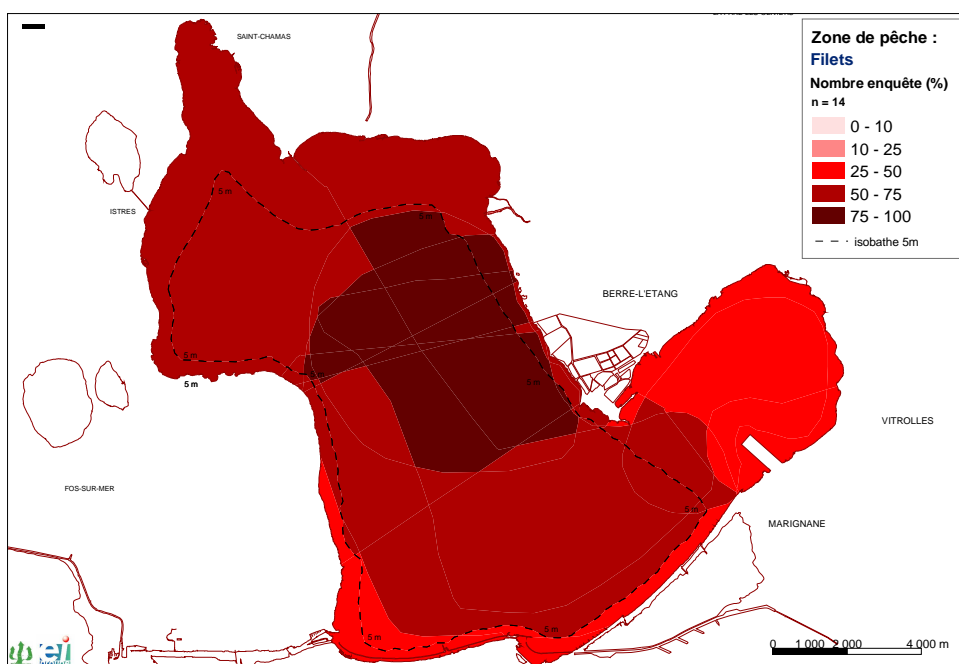 SAINT-CHAMAS
Zone de pêche :
Filets
Nombre enquête (%)
n = 14
0 - 10
10 - 25
25 - 50
50 - 75
75 - 100
isobathe 5m
5 m
5 m
ISTRES
BERRE-L'ETANG
5 m
5 m
5 m
5 m
VITROLLES
FOS-SUR-MER
5 m
MARIGNANE
5 m
5 m
0 1 000 2 000 4 000 m